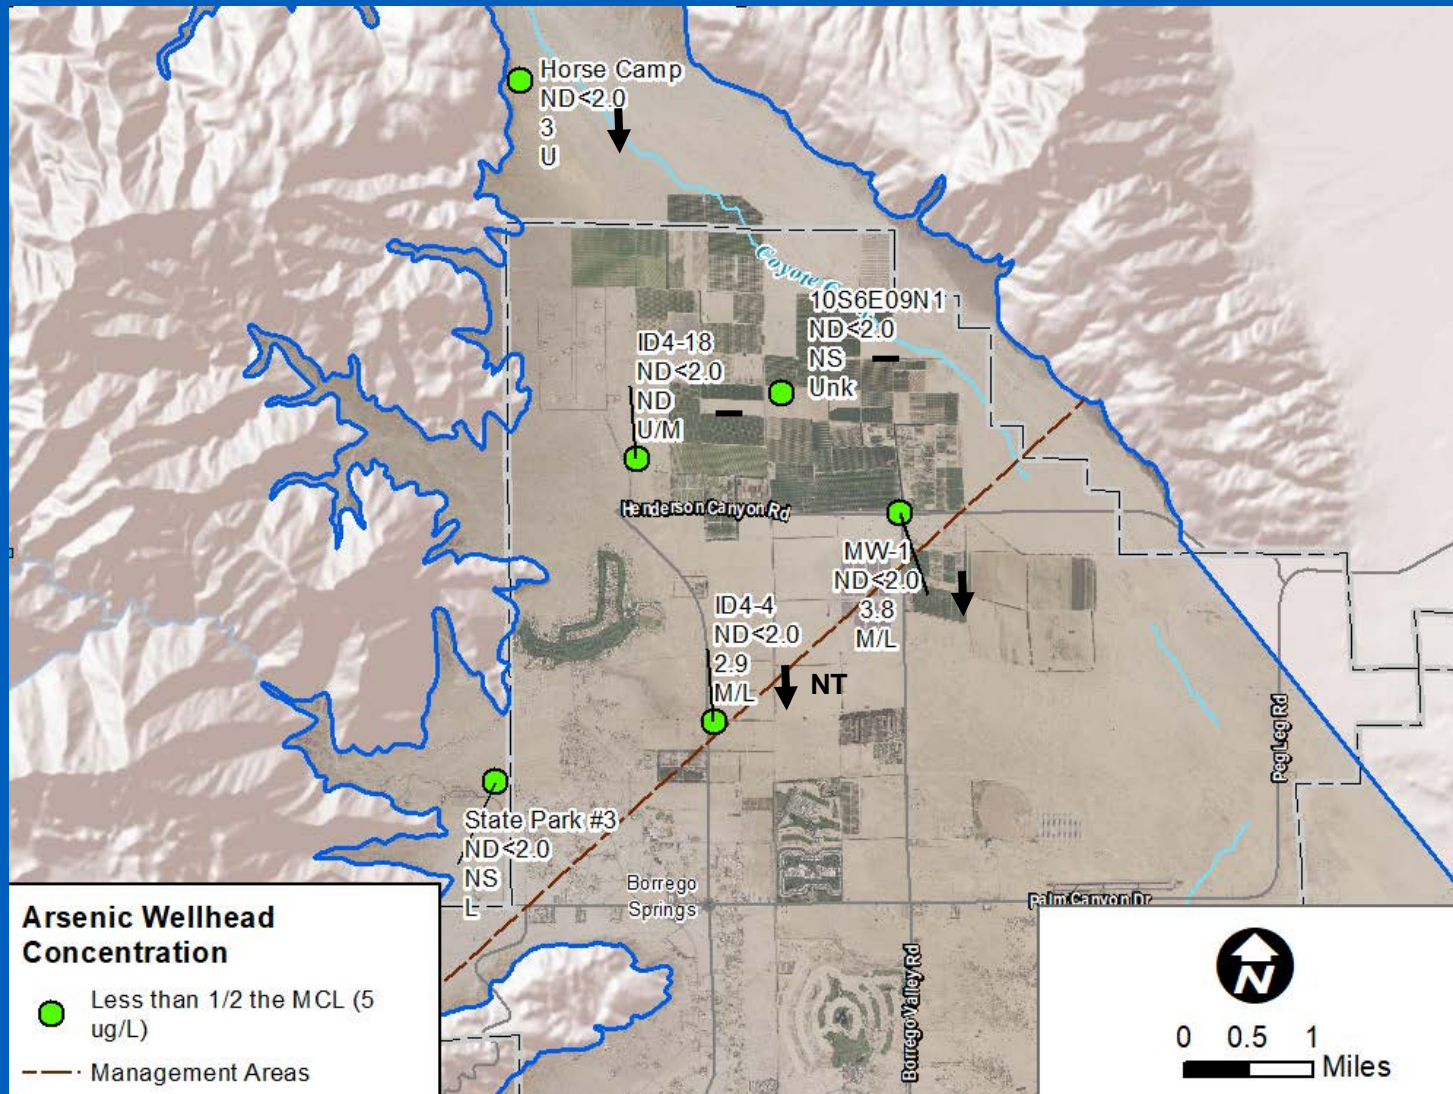 Horse Camp
ND<2.0
3
U
Coyote
10S6E09N1
ND<2.0
NS
Unk
ID4-18
ND<2.0
ND
U/M
Henderson Canyon Rd
MW-1
ND<2.0
3.8
M/L
ID4-4
ND<2.0
2.9
M/L
NT
Peg Leg Rd
State Park #3
ND<2.0
NS
L
Borrego
Springs
Palm Canyon Dr
Borrego Valley Rd
Arsenic Wellhead
Concentration
Less than 1/2 the MCL (5
ug/L)
Management Areas
N
0 0.5 1
Miles